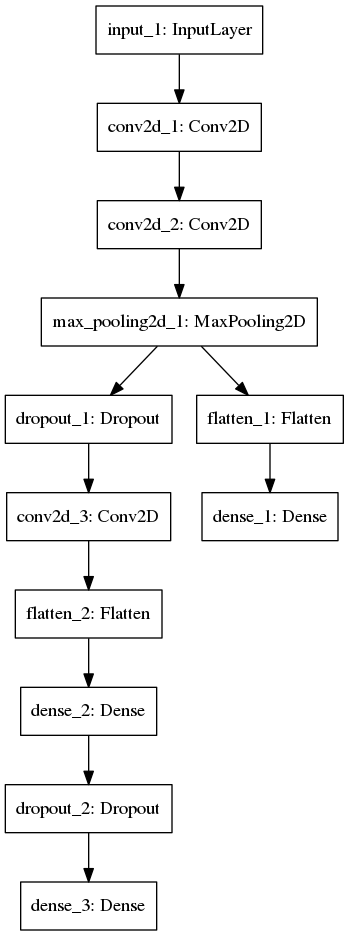 input_1: InputLayer
conv2d_1: Conv2D
conv2d_2: Conv2D
max_pooling2d_1: MaxPooling2D
dropout_1: Dropout
flatten_1: Flatten
conv2d_3: Conv2D
dense_1: Dense
flatten_2: Flatten
dense_2: Dense
dropout_2: Dropout
dense_3: Dense